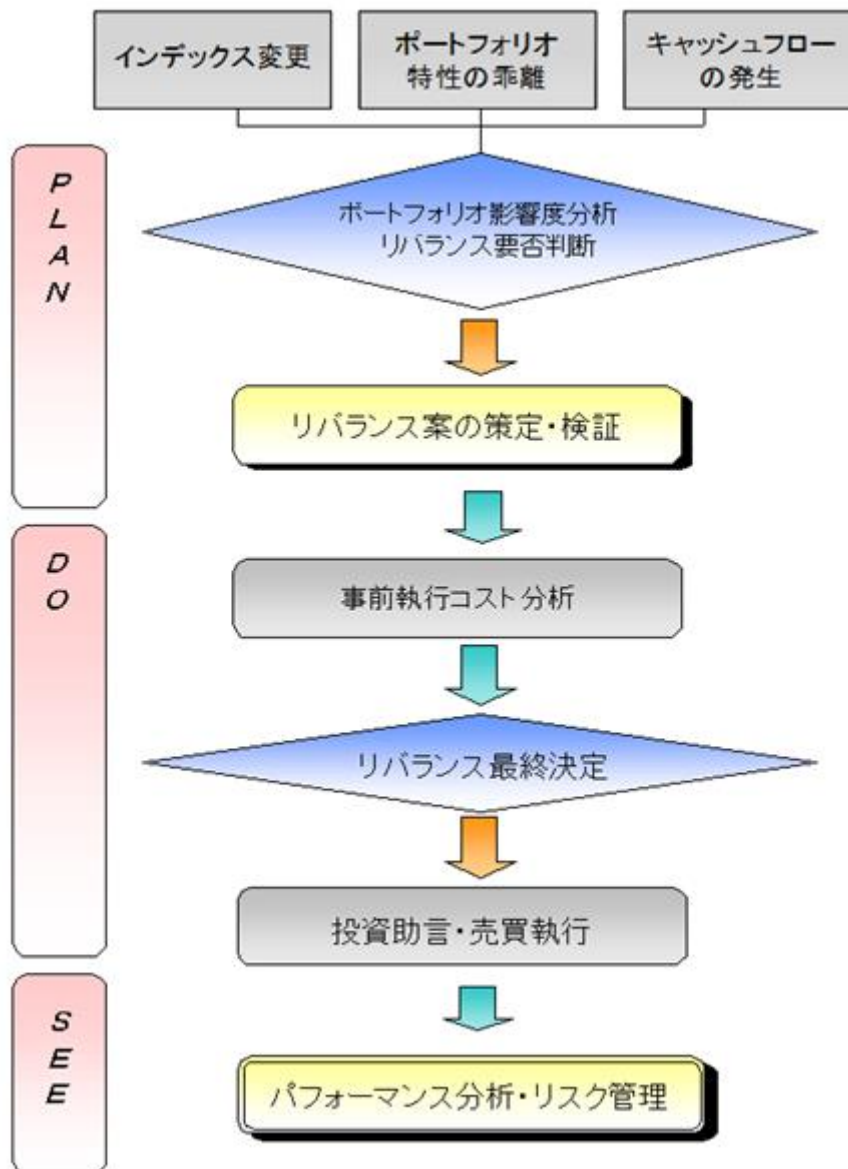 インデックス変更
ポートフォリオ
特性の乖離
キャッシュフロー
の発生
PLAN
ポートフォリオ影響度分析
リバランス要否判断
リバランス案の策定・検証
DO
事前執行コスト分析
リバランス最終決定
投資助言・売買執行
SEE
パフォーマンス分析・リスク管理